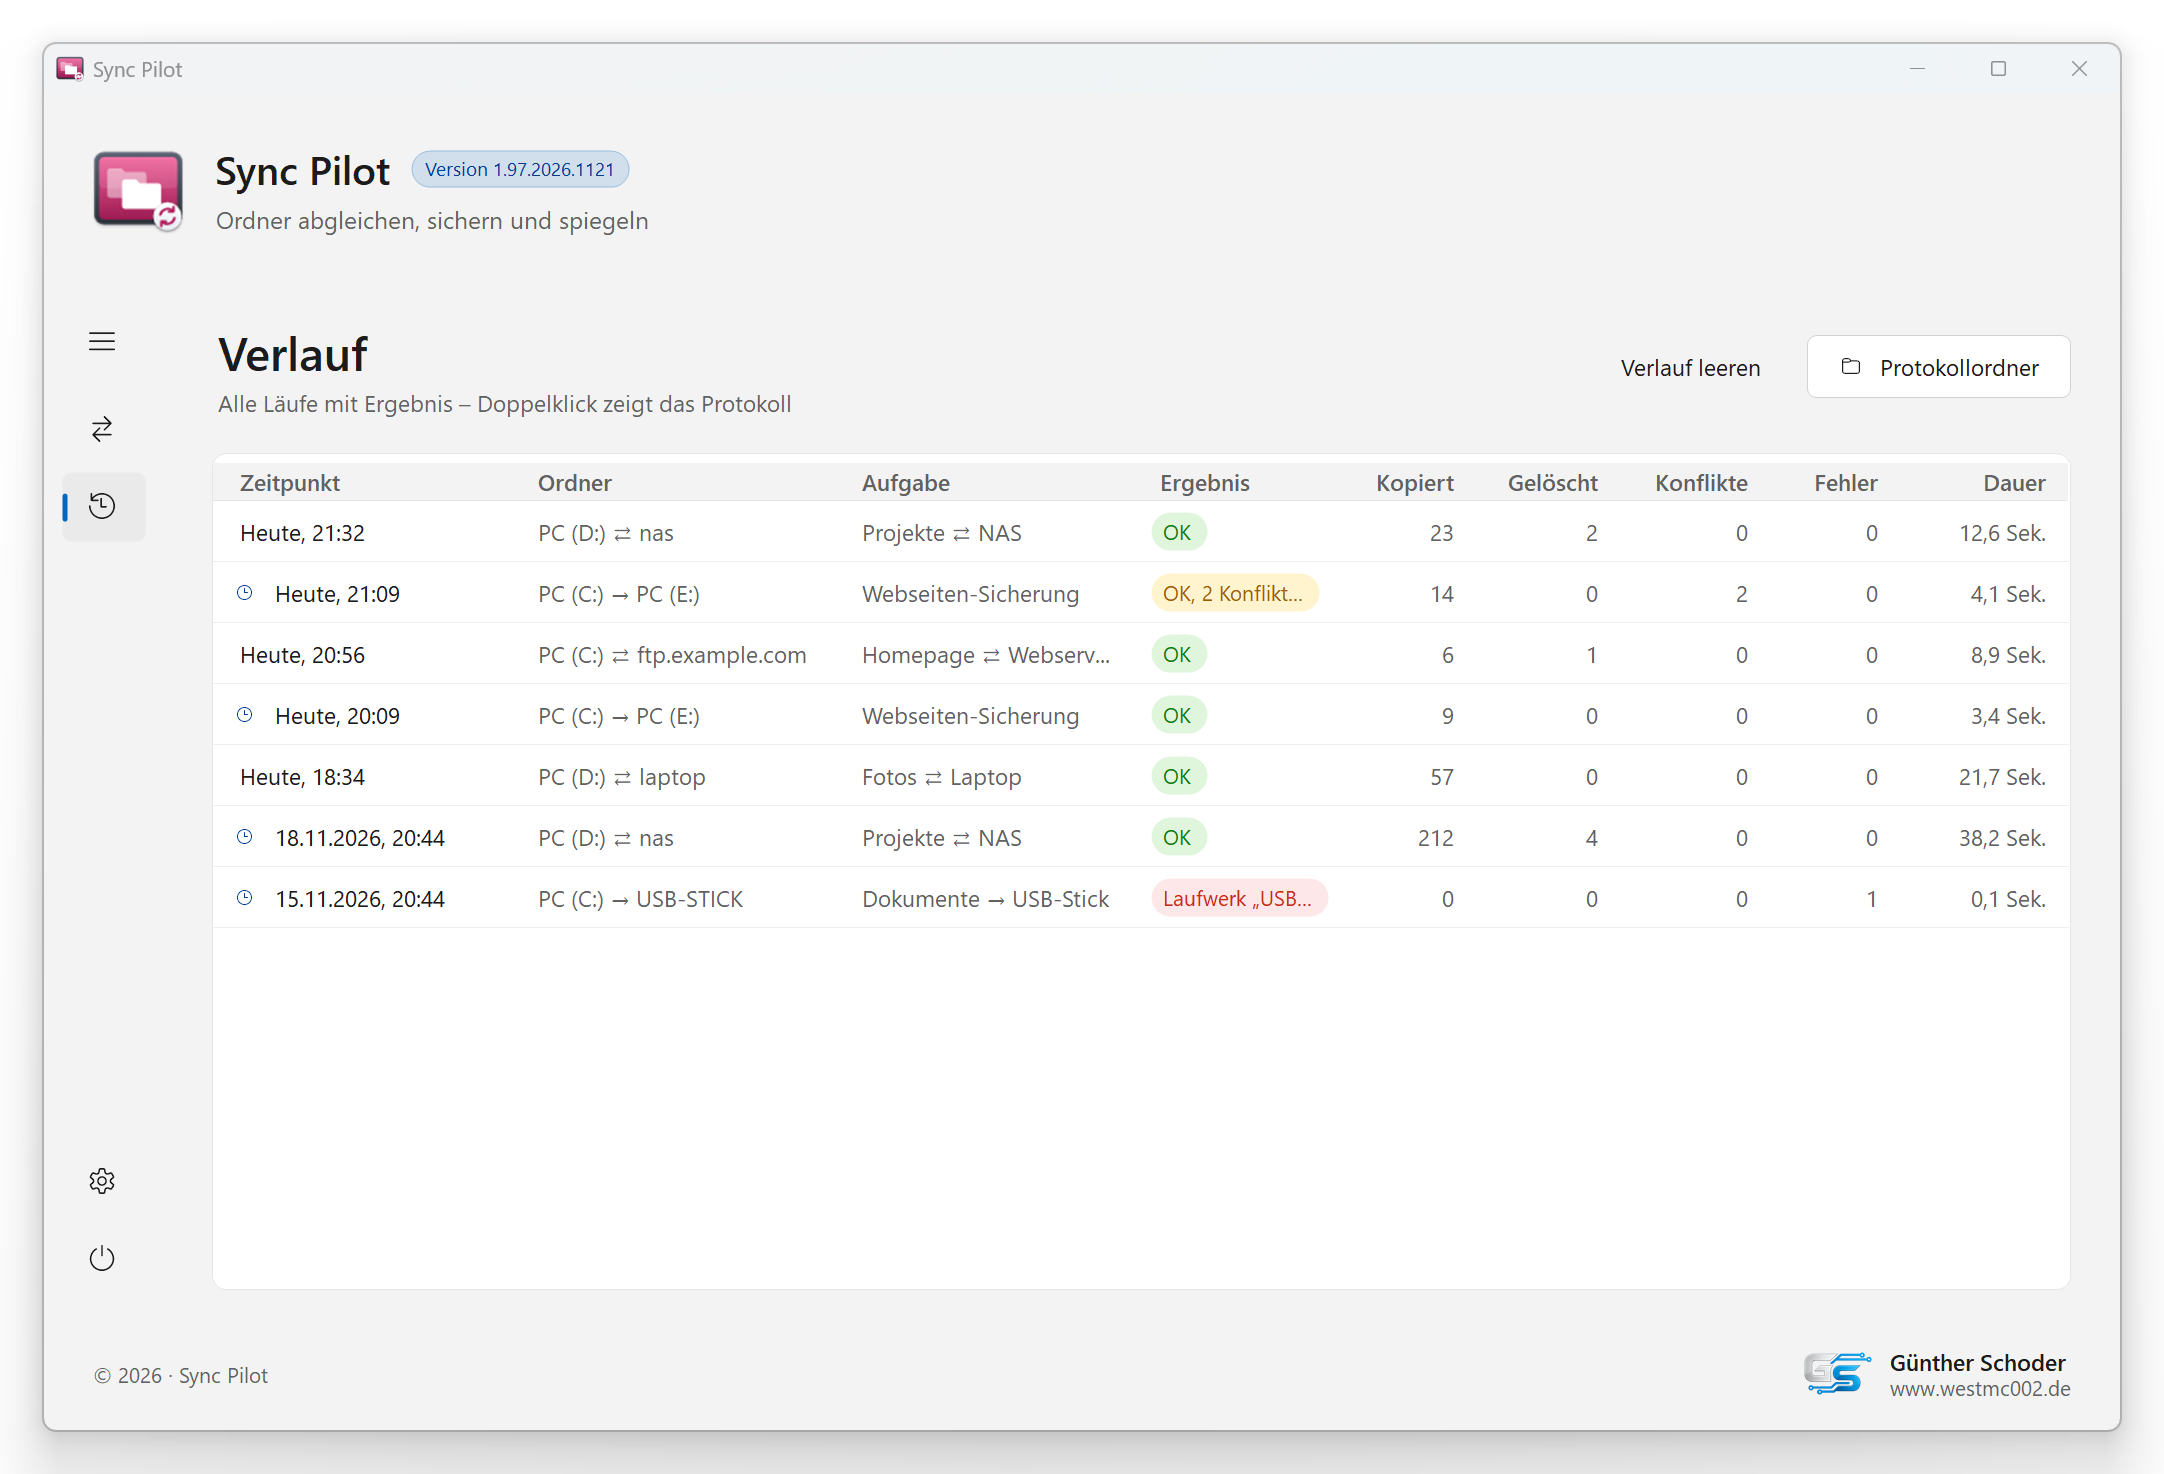 Sync Pilot
Sync Pilot Version 1.97.2026.1121
Ordner abgleichen, sichern und spiegeln
Verlauf
Alle Läufe mit Ergebnis – Doppelklick zeigt das Protokoll
Verlauf leeren Protokollordner
Zeitpunkt Ordner Aufgabe Ergebnis Kopiert Gelöscht Konflikte Fehler Dauer
Heute, 21:32 PC (D:) ⇄ nas Projekte ⇄ NAS OK 23 2 0 0 12,6 Sek.
Heute, 21:09 PC (C:) → PC (E:) Webseiten-Sicherung OK, 2 Konflikt... 14 0 2 0 4,1 Sek.
Heute, 20:56 PC (C:) ⇄ ftp.example.com Homepage ⇄ Webserv... OK 6 1 0 0 8,9 Sek.
Heute, 20:09 PC (C:) → PC (E:) Webseiten-Sicherung OK 9 0 0 0 3,4 Sek.
Heute, 18:34 PC (D:) ⇄ laptop Fotos ⇄ Laptop OK 57 0 0 0 21,7 Sek.
18.11.2026, 20:44 PC (D:) ⇄ nas Projekte ⇄ NAS OK 212 4 0 0 38,2 Sek.
15.11.2026, 20:44 PC (C:) → USB-STICK Dokumente → USB-Stick Laufwerk „USB... 0 0 0 1 0,1 Sek.
© 2026 · Sync Pilot
GS
Günther Schoder
www.westmc002.de